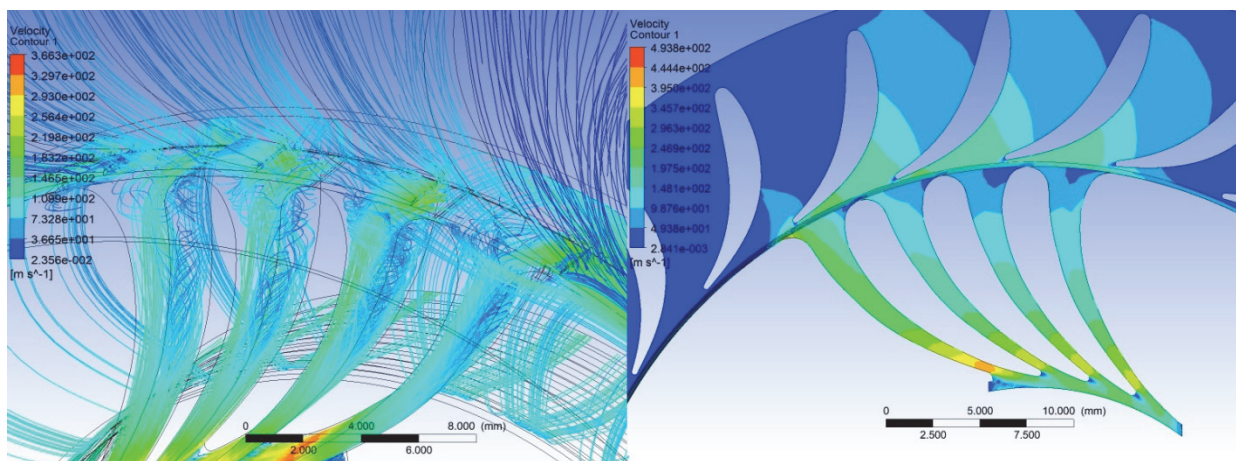 Velocity
Contour 1
3.663e+002
3.297e+002
2.930e+002
2.564e+002
2.198e+002
1.832e+002
1.465e+002
1.089e+002
7.328e+001
3.665e+001
2.356e-002
[m s^-1]
0
4.000
8.000 (mm)
2.000
6.000
Velocity
Contour 1
4.938e+002
4.444e+002
3.950e+002
3.457e+002
2.963e+002
2.469e+002
1.975e+002
1.481e+002
9.876e+001
4.938e+001
2.841e-003
[m s^-1]
0
5.000
10.000 (mm)
2.500
7.500